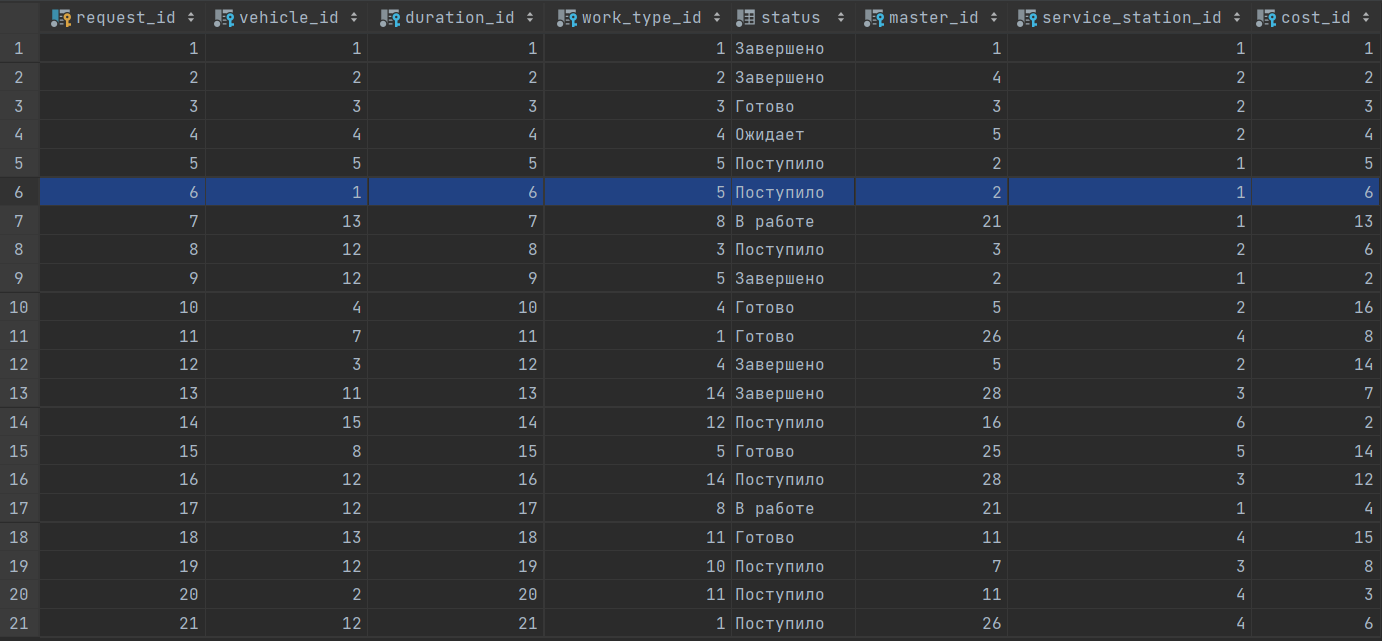 request_id vehicle_id duration_id work_type_id status master_id service_station_id cost_id
1 1 1 1 1 Завершено 1 1 1
2 2 2 2 2 Завершено 4 2 2
3 3 3 3 3 Готово 3 2 3
4 4 4 4 4 Ожидает 5 2 4
5 5 5 5 5 Поступило 2 1 5
6 6 1 6 5 Поступило 2 1 6
7 7 13 7 8 В работе 21 1 13
8 8 12 8 3 Поступило 3 2 6
9 9 12 9 5 Завершено 2 1 2
10 10 4 10 4 Готово 5 2 16
11 11 7 11 1 Готово 26 4 8
12 12 3 12 4 Завершено 5 2 14
13 13 11 13 14 Завершено 28 3 7
14 14 15 14 12 Поступило 16 6 2
15 15 8 15 5 Готово 25 5 14
16 16 12 16 14 Поступило 28 3 12
17 17 12 17 8 В работе 21 1 4
18 18 13 18 11 Готово 11 4 15
19 19 12 19 10 Поступило 7 3 8
20 20 2 20 11 Поступило 11 4 3
21 21 12 21 1 Поступило 26 4 6